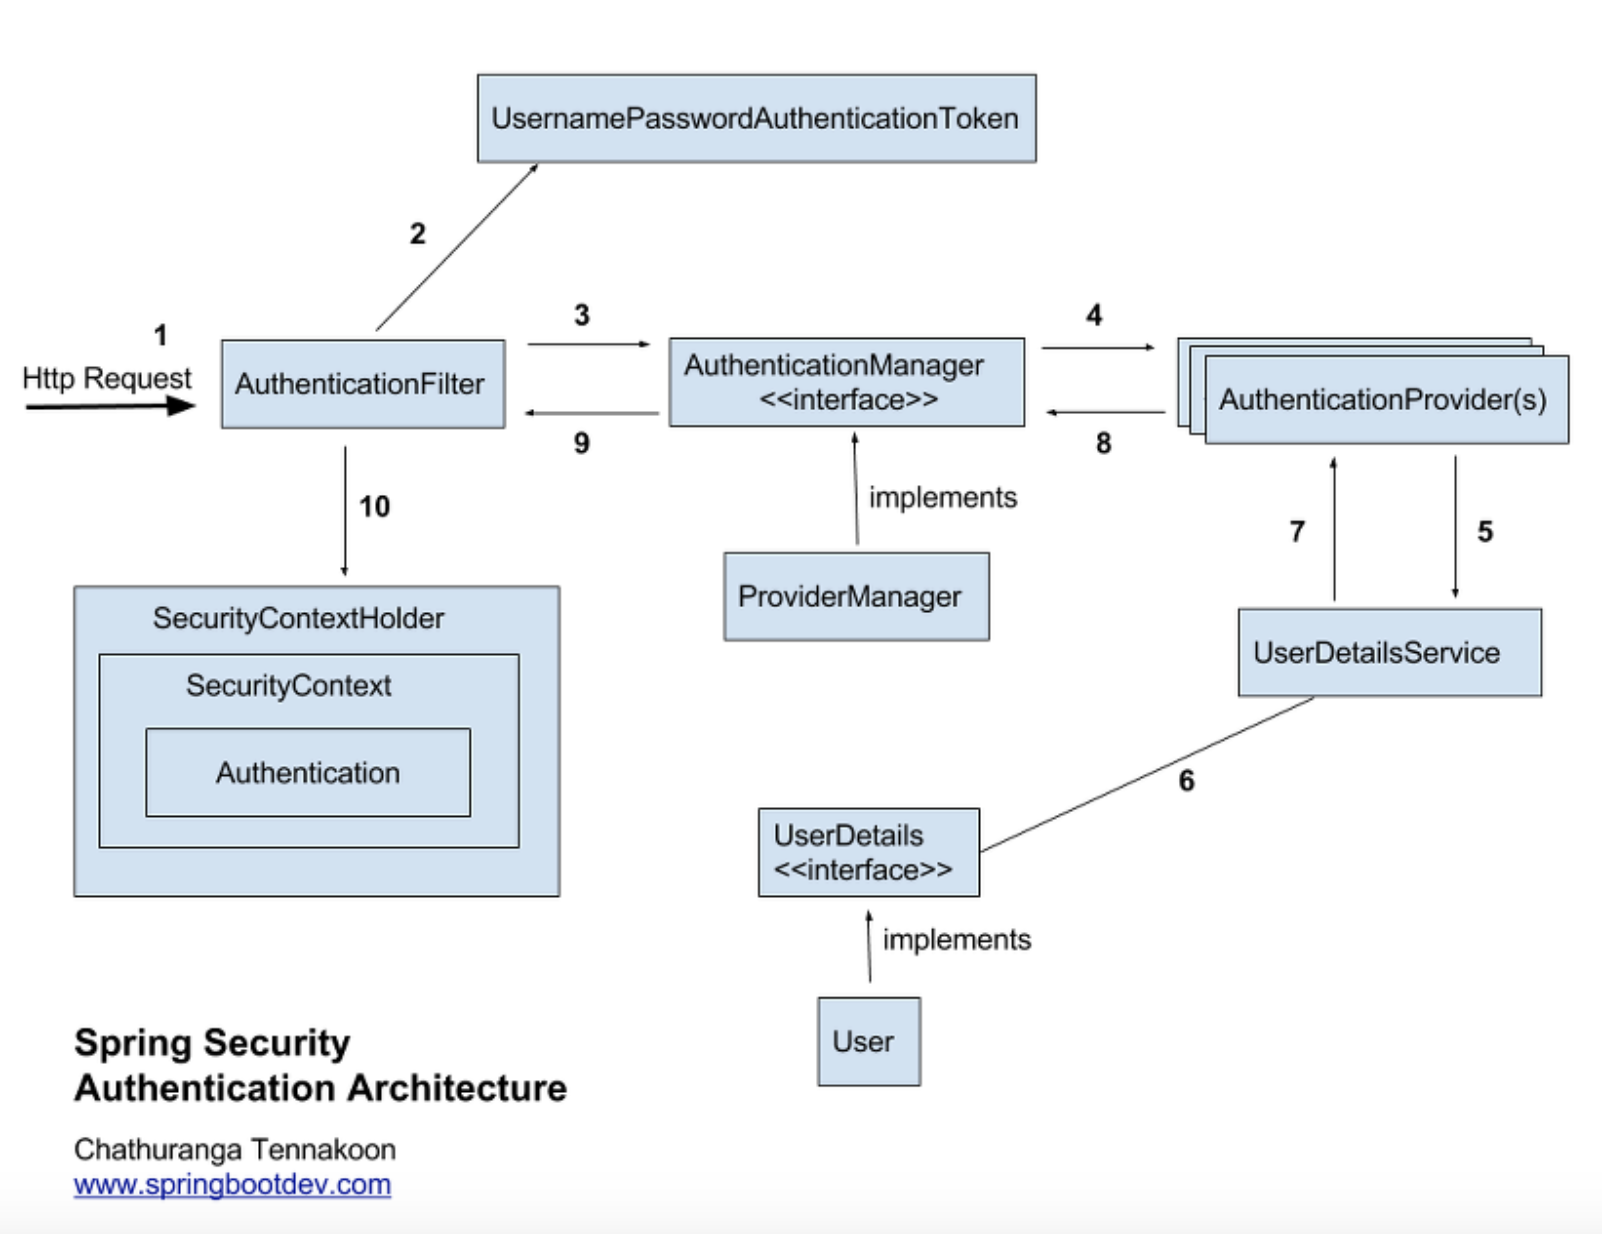 UsernamePasswordAuthenticationToken
2
1
3
4
Http Request
AuthenticationFilter
AuthenticationManager
<<interface>>
AuthenticationProvider(s)
9
8
10
implements
7
5
ProviderManager
SecurityContextHolder
UserDetailsService
SecurityContext
Authentication
6
UserDetails
<<interface>>
implements
User
Spring Security
Authentication Architecture
Chathuranga Tennakoon
www.springbootdev.com